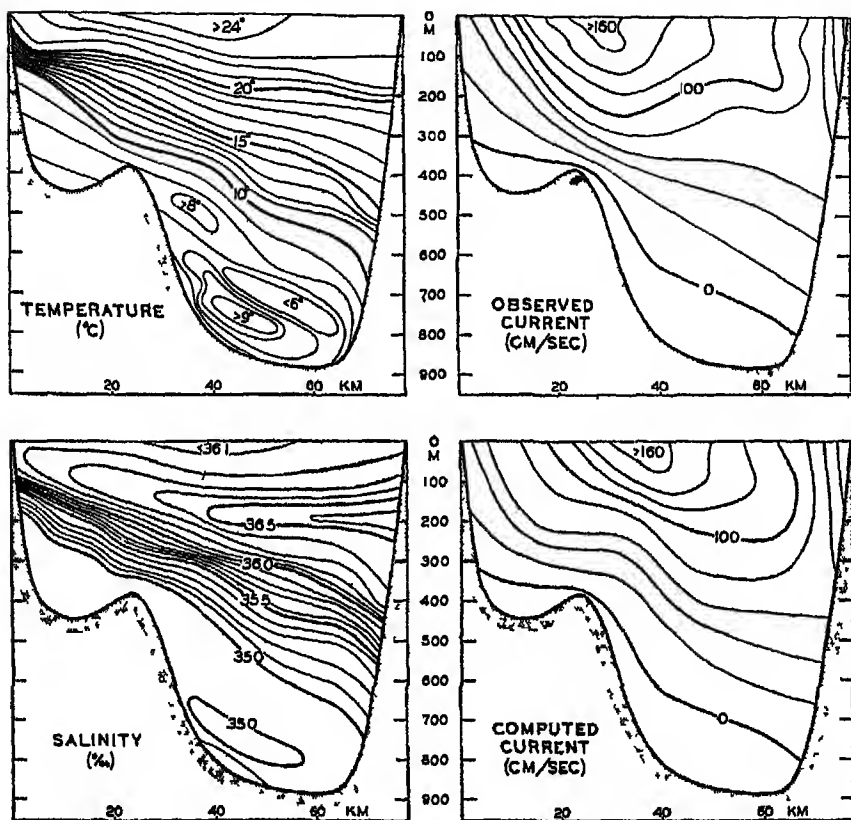 >24°
20°
15°
10°
>8°
<6°
>9°
TEMPERATURE
(°C)
20 40 60 KM
0
M
100
200
300
400
500
600
700
800
900
>160
100
0
OBSERVED
CURRENT
(CM/SEC)
20 40 60 KM
<36.1
36.5
36.0
35.5
35.0
35.0
SALINITY
(‰)
20 40 60 KM
0
M
100
200
300
400
500
600
700
800
900
>160
100
0
COMPUTED
CURRENT
(CM/SEC)
20 40 60 KM